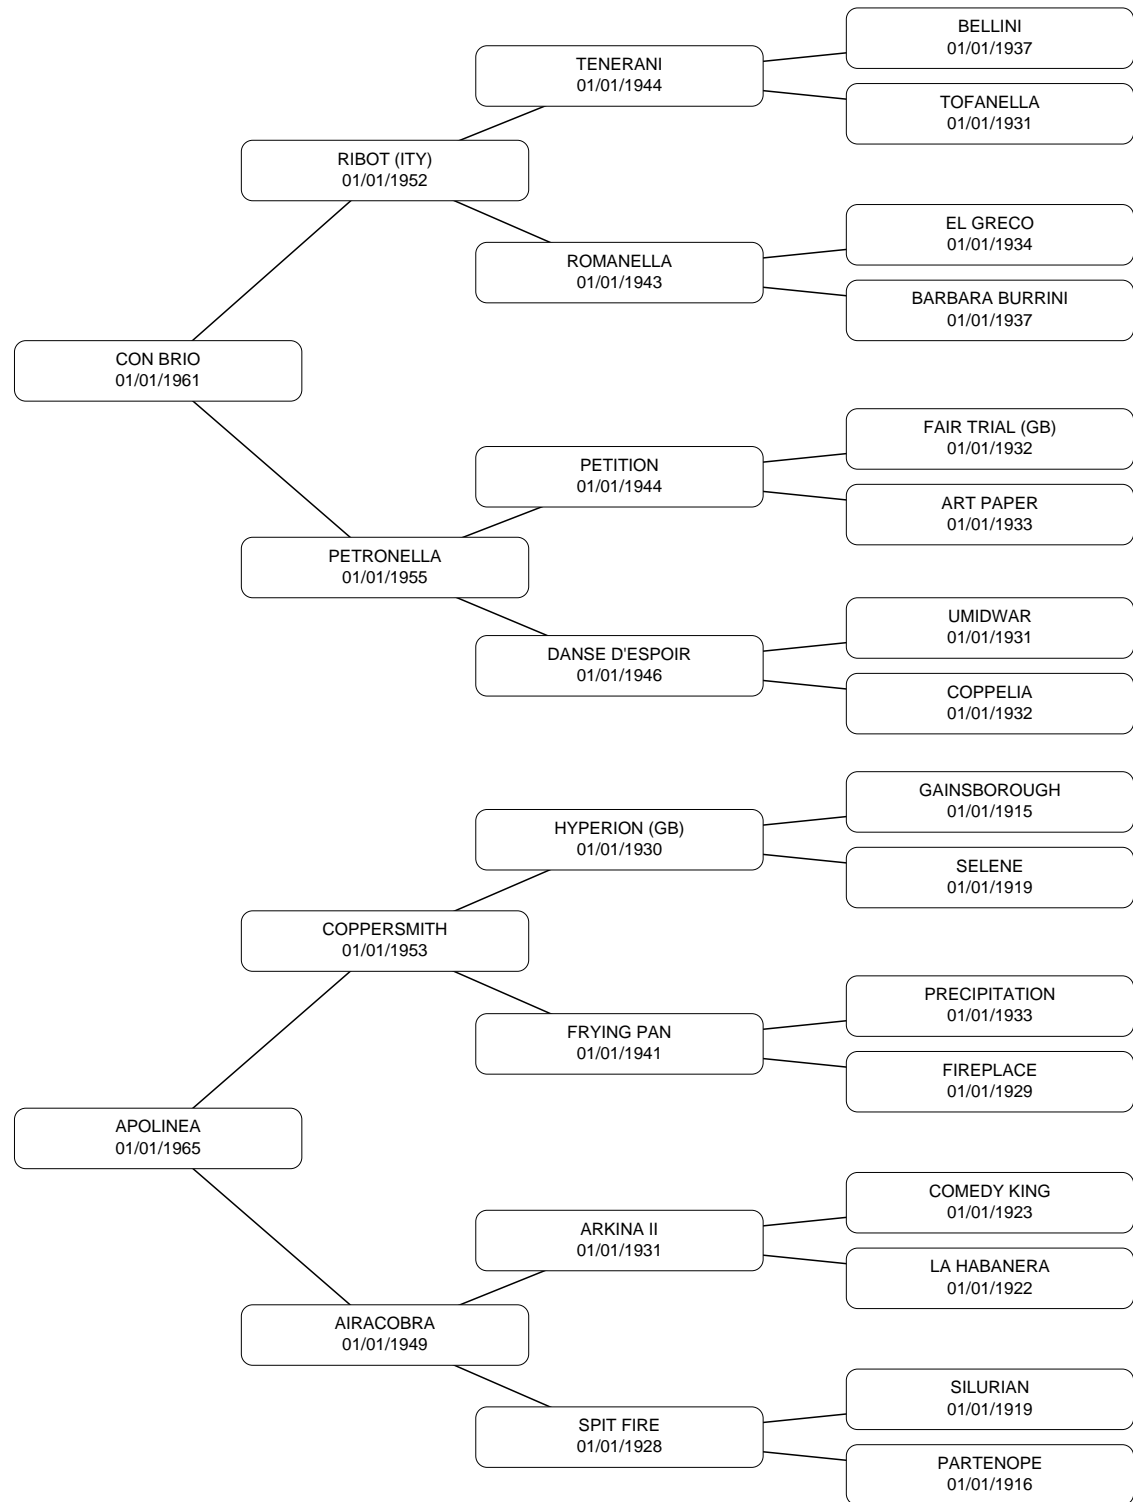 BELLINI
01/01/1937
TENERANI
01/01/1944
TOFANELLA
01/01/1931
RIBOT (ITY)
01/01/1952
EL GRECO
01/01/1934
ROMANELLA
01/01/1943
BARBARA BURRINI
01/01/1937
CON BRIO
01/01/1961
FAIR TRIAL (GB)
01/01/1932
PETITION
01/01/1944
ART PAPER
01/01/1933
PETRONELLA
01/01/1955
UMIDWAR
01/01/1931
DANSE D'ESPOIR
01/01/1946
COPPELIA
01/01/1932
GAINSBOROUGH
01/01/1915
HYPERION (GB)
01/01/1930
SELENE
01/01/1919
COPPERSMITH
01/01/1953
PRECIPITATION
01/01/1933
FRYING PAN
01/01/1941
FIREPLACE
01/01/1929
APOLINEA
01/01/1965
COMEDY KING
01/01/1923
ARKINA II
01/01/1931
LA HABANERA
01/01/1922
AIRACOBRA
01/01/1949
SILURIAN
01/01/1919
SPIT FIRE
01/01/1928
PARTENOPE
01/01/1916